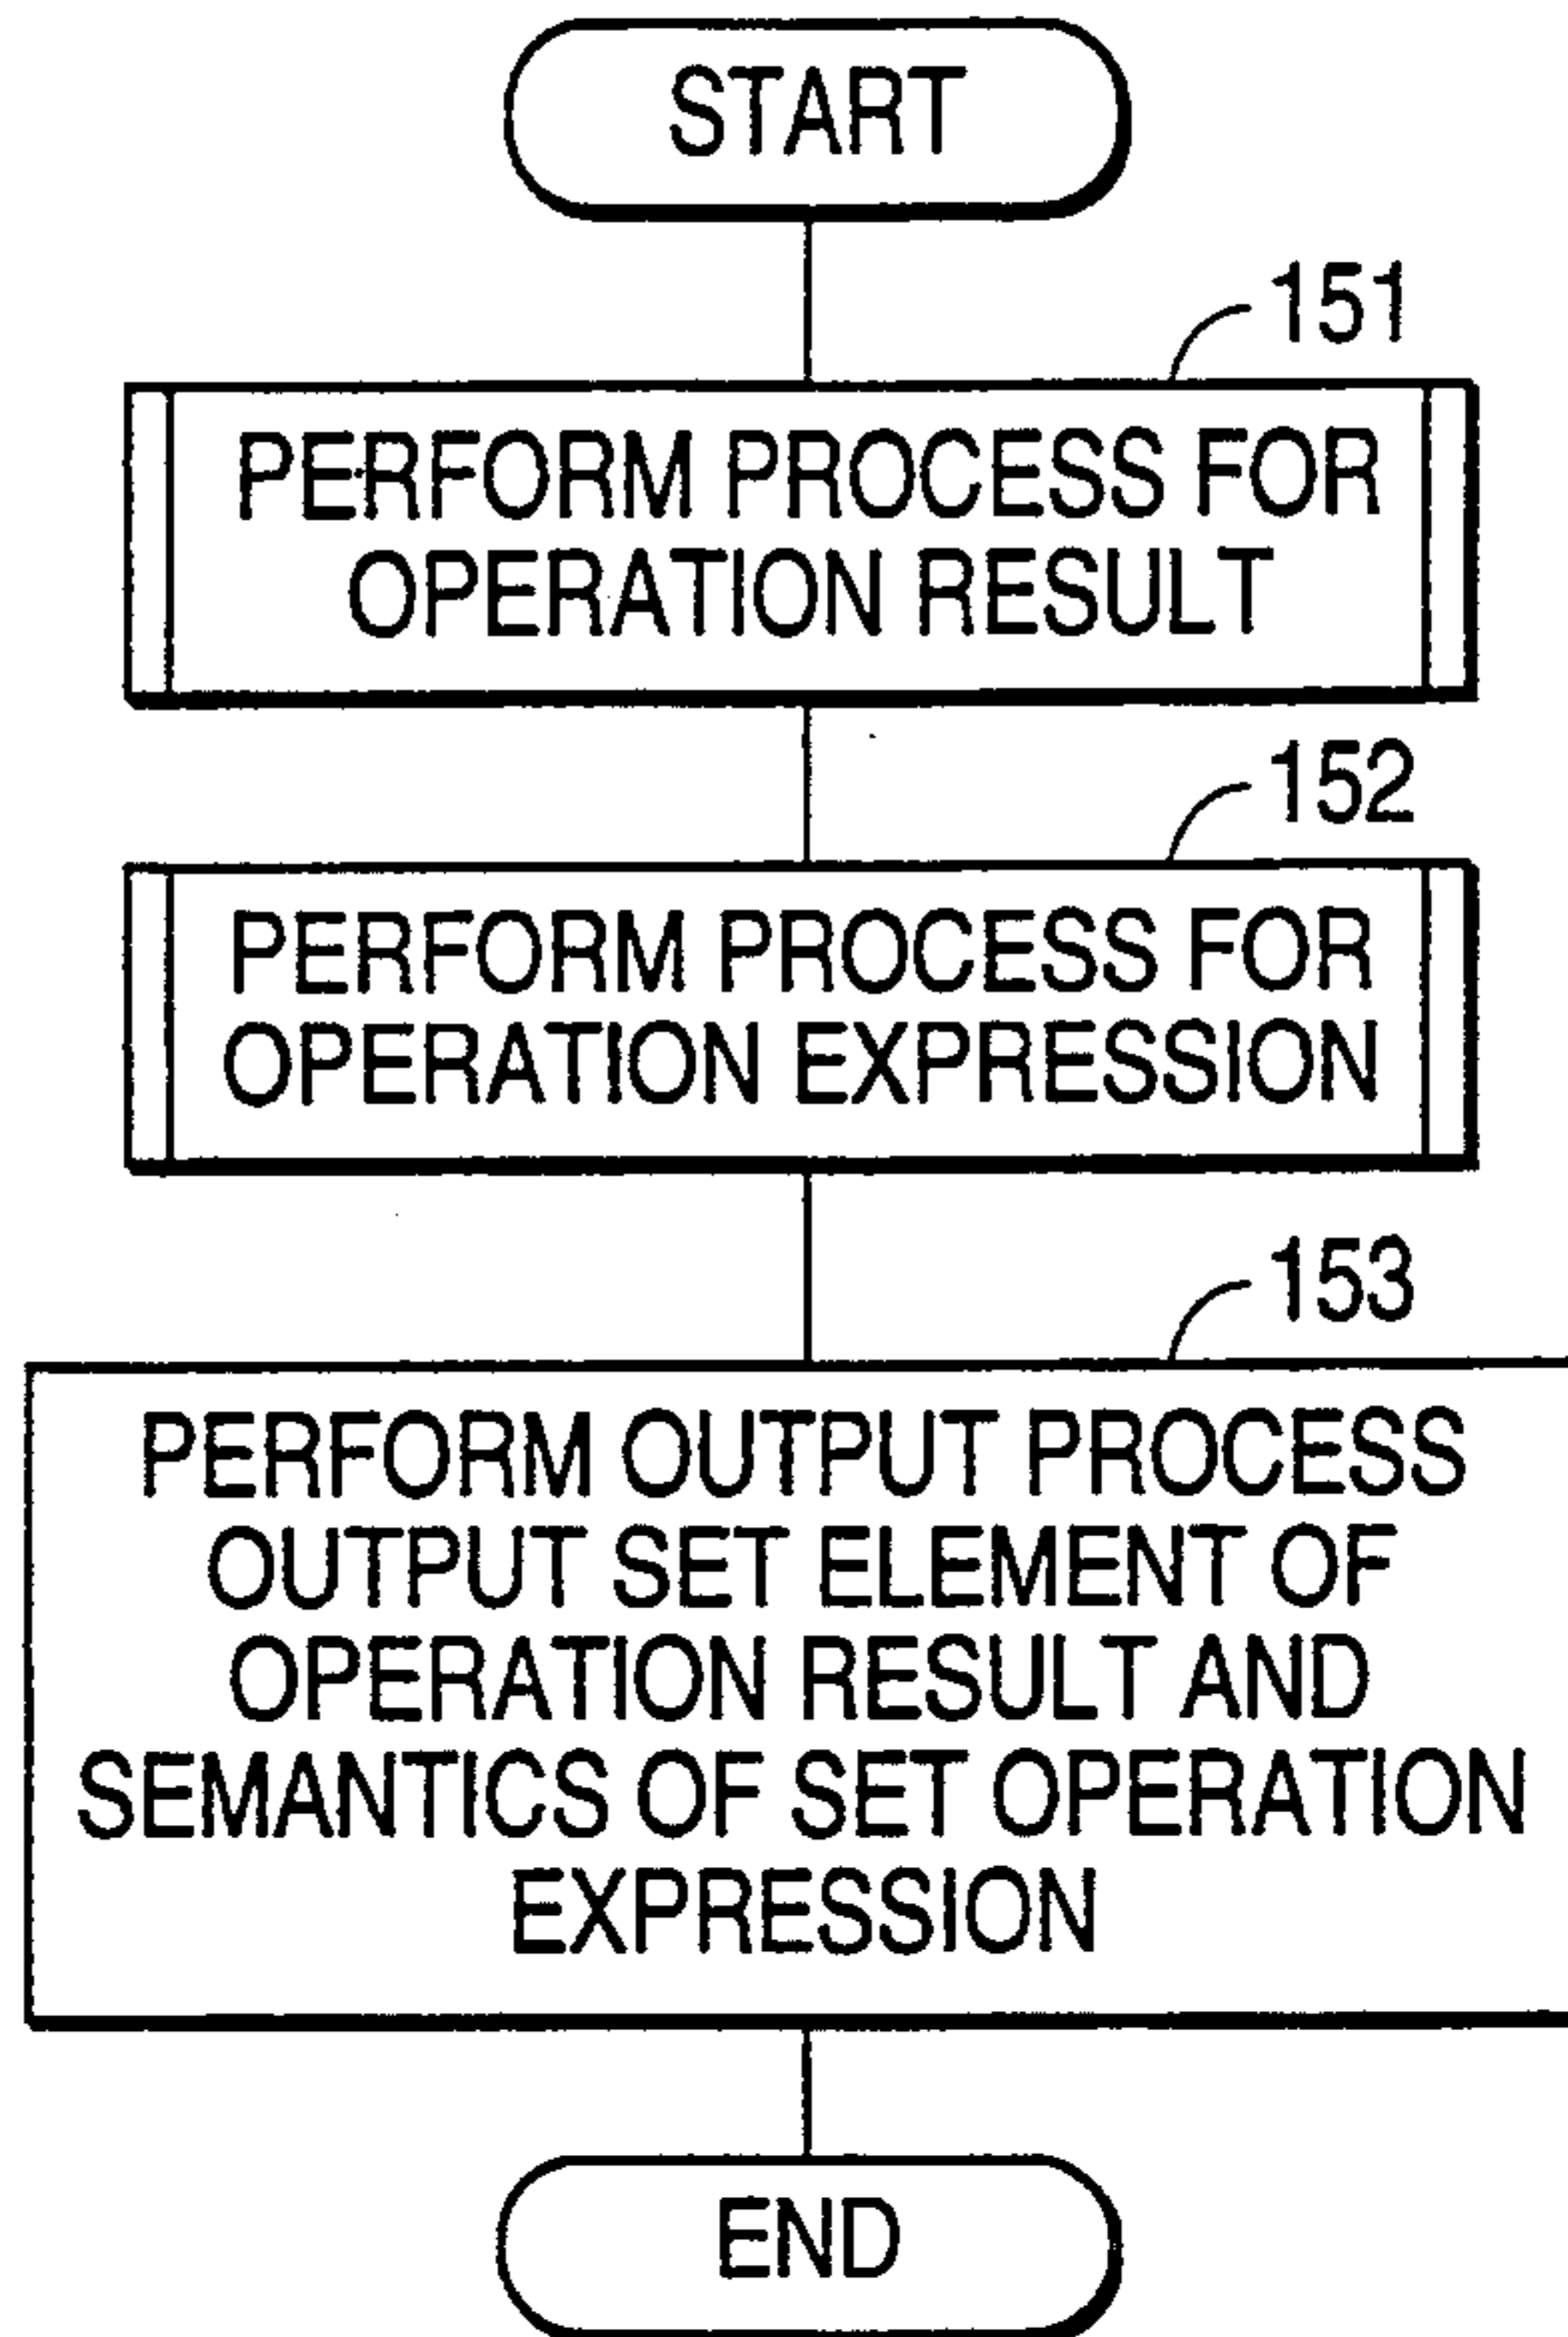 START
151
PERFORM PROCESS FOR
OPERATION RESULT
152
PERFORM PROCESS FOR
OPERATION EXPRESSION
153
PERFORM OUTPUT PROCESS
OUTPUT SET ELEMENT OF
OPERATION RESULT AND
SEMANTICS OF SET OPERATION
EXPRESSION
END